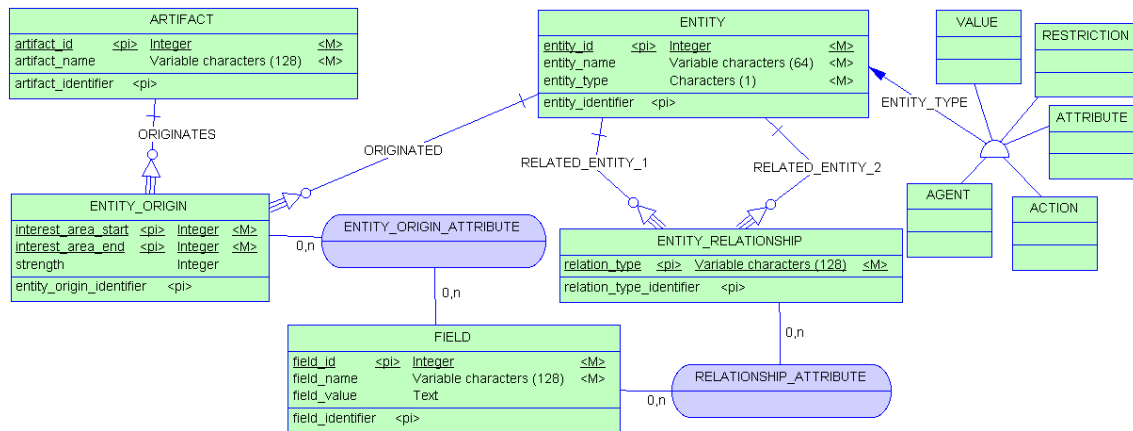 ARTIFACT
artifact_id <pi> Integer <M>
artifact_name Variable characters (128) <M>
artifact_identifier <pi>
ENTITY
entity_id <pi> Integer <M>
entity_name Variable characters (64) <M>
entity_type Characters (1) <M>
entity_identifier <pi>
VALUE
RESTRICTION
ENTITY_TYPE
ATTRIBUTE
ORIGINATES
ORIGINATED
RELATED_ENTITY_1
RELATED_ENTITY_2
AGENT
ACTION
ENTITY_ORIGIN
interest_area_start <pi> Integer <M>
interest_area_end <pi> Integer <M>
strength Integer
entity_origin_identifier <pi>
0,n
ENTITY_ORIGIN_ATTRIBUTE
0,n
ENTITY_RELATIONSHIP
relation_type <pi> Variable characters (128) <M>
relation_type_identifier <pi>
0,n
FIELD
field_id <pi> Integer <M>
field_name Variable characters (128) <M>
field_value Text
field_identifier <pi>
0,n
RELATIONSHIP_ATTRIBUTE